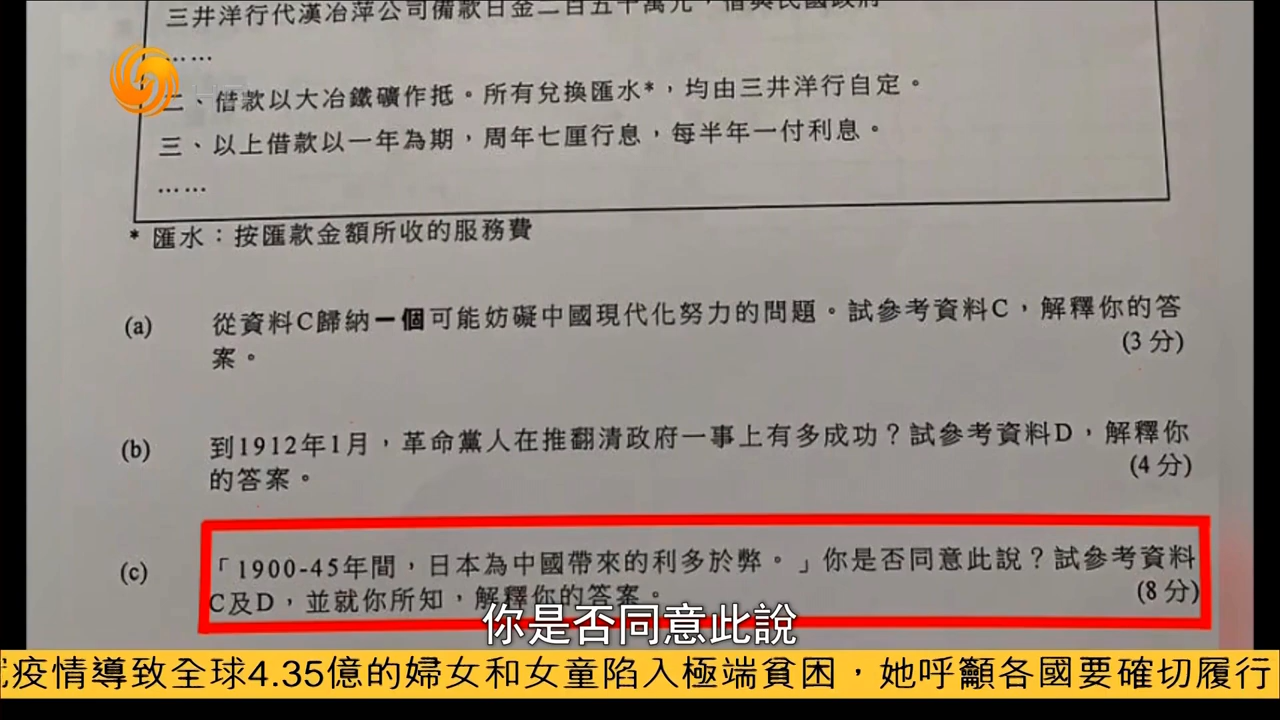 三井洋行代漢冶萍公司備款日金二百五十萬元，借與民國政府
……
二、借款以大冶鐵礦作抵。所有兌換匯水*，均由三井洋行自定。
三、以上借款以一年為期，周年七厘行息，每半年一付利息。
……
* 匯水：按匯款金額所收的服務費
(a) 從資料C歸納一個可能妨礙中國現代化努力的問題。試參考資料C，解釋你的答
案。 (3 分)
(b) 到1912年1月，革命黨人在推翻清政府一事上有多成功？試參考資料D，解釋你
的答案。 (4 分)
(c) 「1900-45年間，日本為中國帶來的利多於弊。」你是否同意此說？試參考資料
C及D，並就你所知，解釋你的答案。 (8 分)
你是否同意此說
疫情導致全球4.35億的婦女和女童陷入極端貧困，她呼籲各國要確切履行